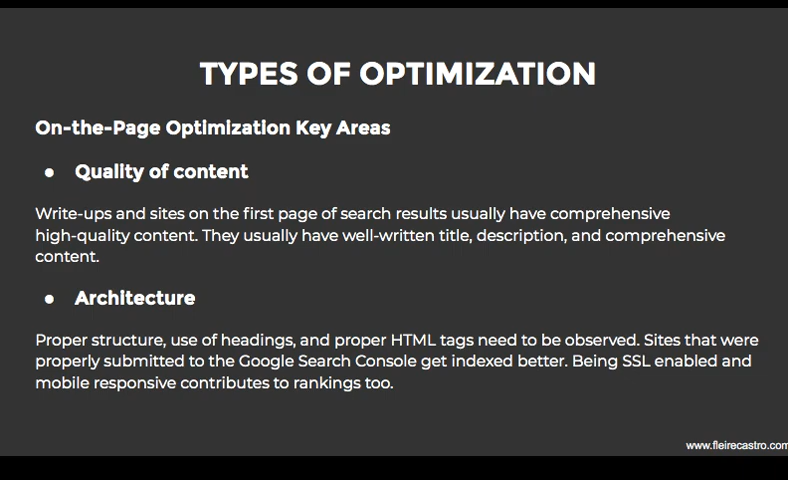 TYPES OF OPTIMIZATION
On-the-Page Optimization Key Areas
● Quality of content
Write-ups and sites on the first page of search results usually have comprehensive
high-quality content. They usually have well-written title, description, and comprehensive
content.
● Architecture
Proper structure, use of headings, and proper HTML tags need to be observed. Sites that were
properly submitted to the Google Search Console get indexed better. Being SSL enabled and
mobile responsive contributes to rankings too.
www.fleirecastro.com